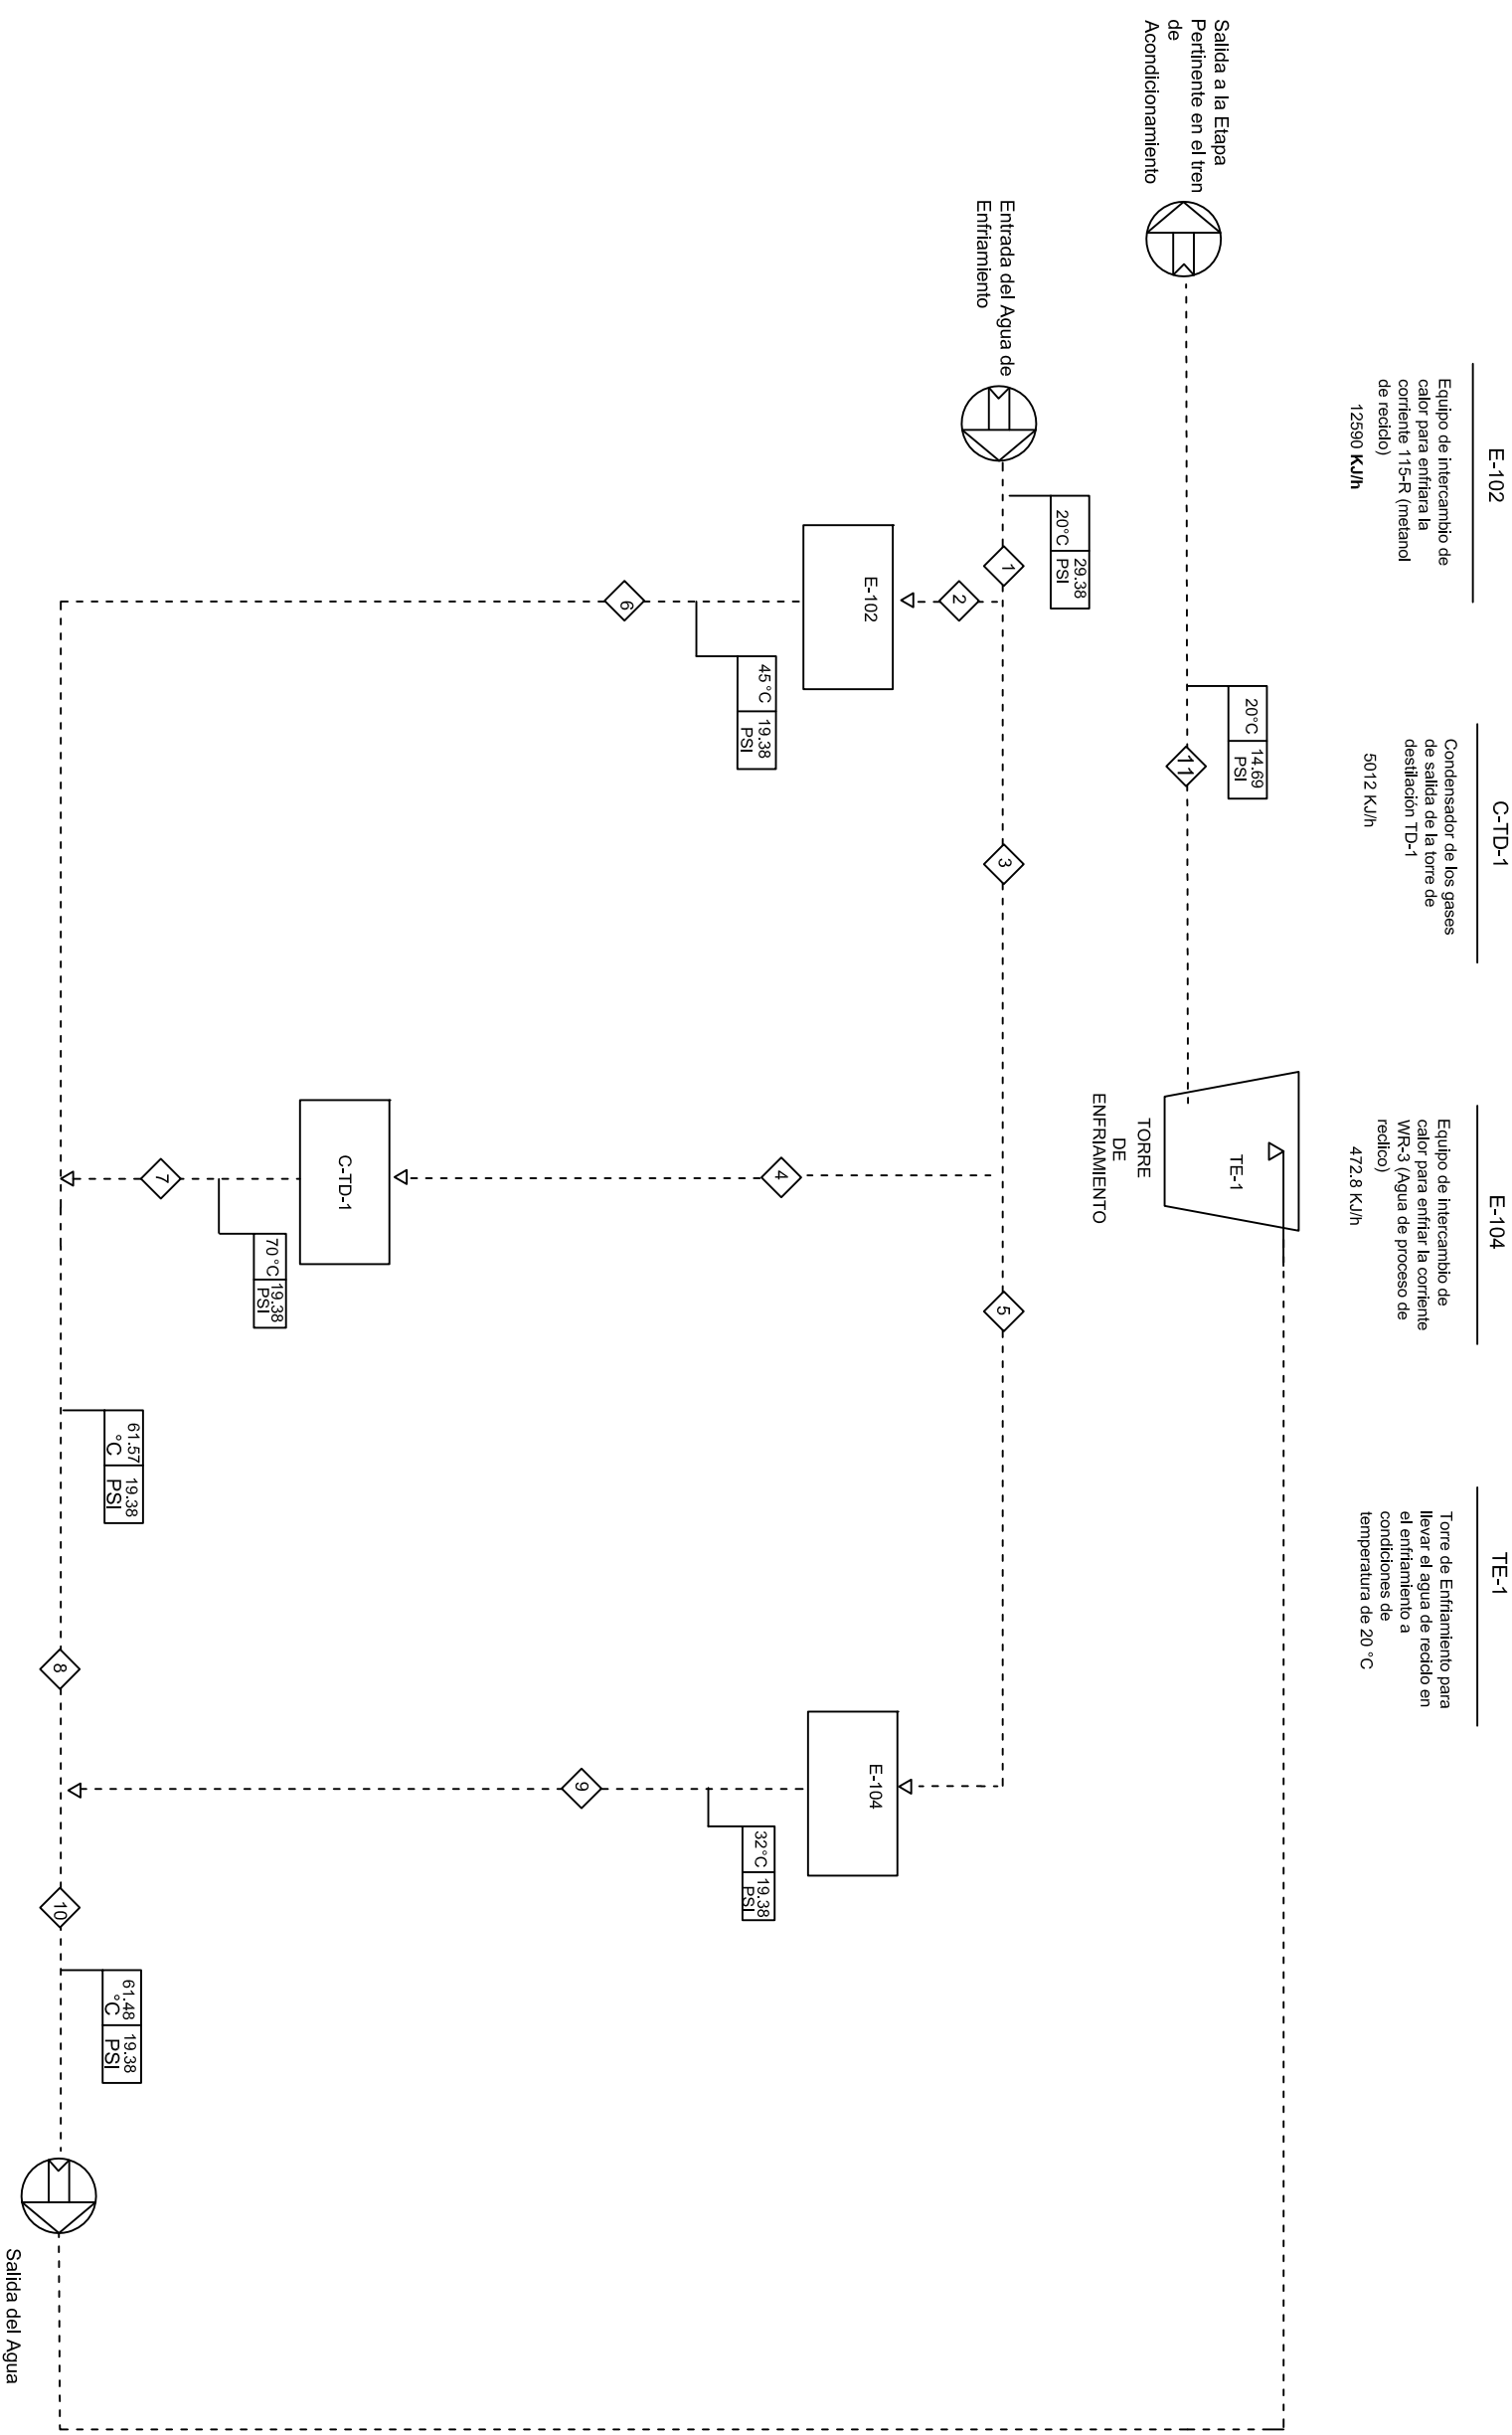 E-102
Equipo de intercambio de
calor para enfriara la
corriente 115-R (metanol
de reciclo)
12590 KJ/h
C-TD-1
Condensador de los gases
de salida de la torre de
destilación TD-1
5012 KJ/h
E-104
Equipo de intercambio de
calor para enfriar la corriente
WR-3 (Agua de proceso de
reclico)
472.8 KJ/h
TE-1
Torre de Enfriamiento para
llevar el agua de reciclo en
el enfriamiento a
condiciones de
temperatura de 20 °C
Salida a la Etapa
Pertinente en el tren
de
Acondicionamiento
20°C
14.69
PSI
11
TE-1
TORRE
DE
ENFRIAMIENTO
Entrada del Agua de
Enfriamiento
20°C
29.38
PSI
1
2
3
5
E-102
E-104
4
45 °C
19.38
PSI
6
32°C
19.38
PSI
9
C-TD-1
70 °C
19.38
PSI
7
61.57
°C
19.38
PSI
8
10
61.48
°C
19.38
PSI
Salida del Agua